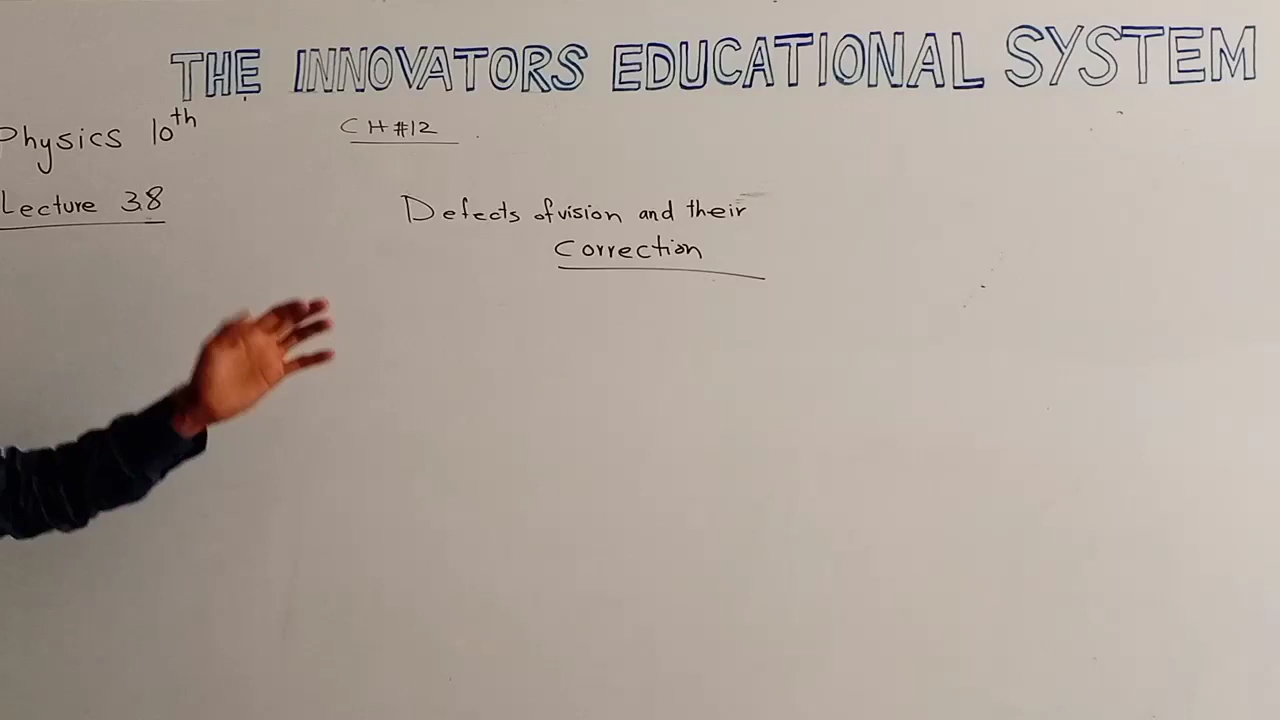 THE INNOVATORS EDUCATIONAL SYSTEM
Physics 10th
CH #12
Lecture 38
Defects of vision and their
Correction